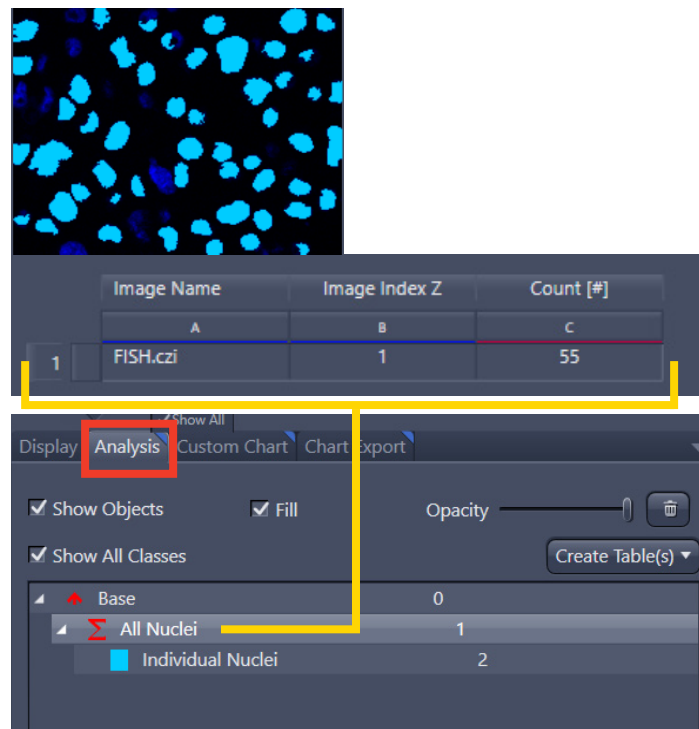 Image Name Image Index Z Count [#]
A B C
1 FISH.czi 1 55
Show All
Display Analysis Custom Chart Chart Export
Show Objects Fill Opacity
Show All Classes Create Table(s)
Base 0
Σ All Nuclei 1
Individual Nuclei 2